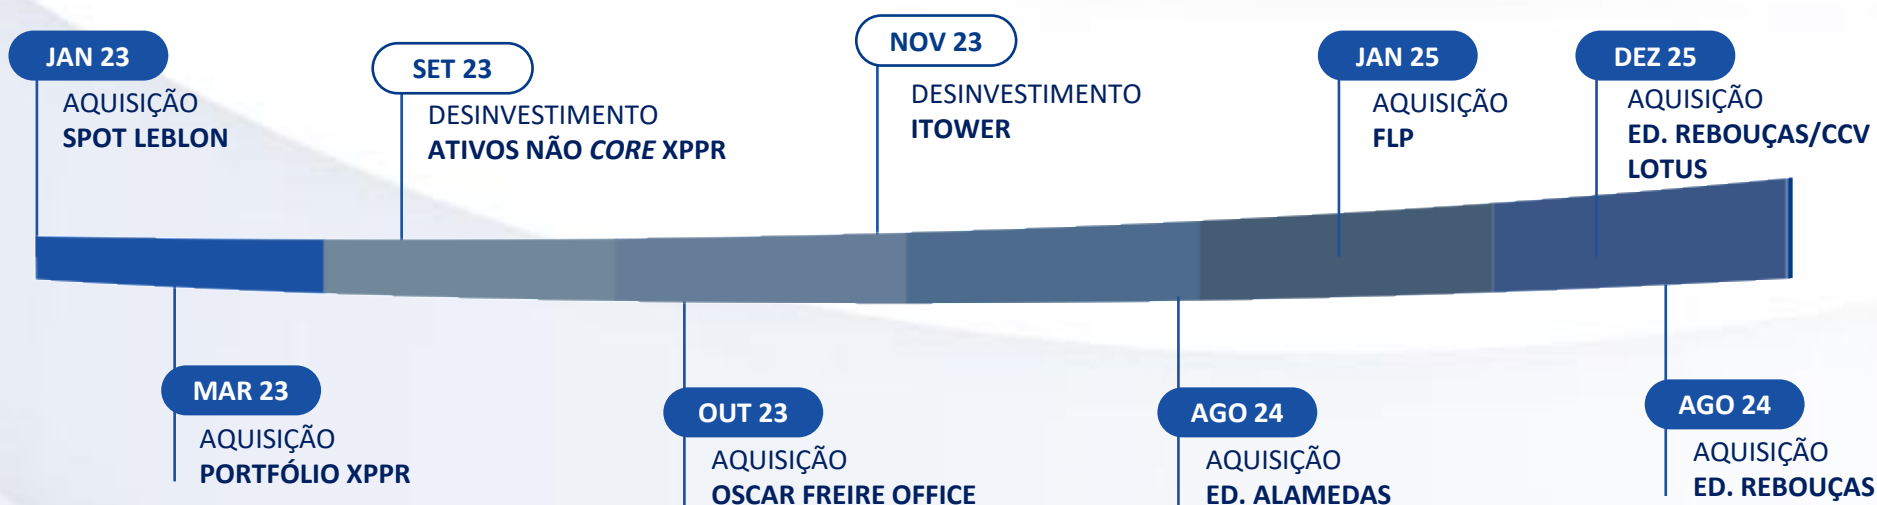 JAN 23
AQUISIÇÃO
SPOT LEBLON
SET 23
DESINVESTIMENTO
ATIVOS NÃO CORE XPPR
NOV 23
DESINVESTIMENTO
ITOWER
JAN 25
AQUISIÇÃO
FLP
DEZ 25
AQUISIÇÃO
ED. REBOUÇAS/CCV
LOTUS
MAR 23
AQUISIÇÃO
PORTFÓLIO XPPR
OUT 23
AQUISIÇÃO
OSCAR FREIRE OFFICE
AGO 24
AQUISIÇÃO
ED. ALAMEDAS
AGO 24
AQUISIÇÃO
ED. REBOUÇAS